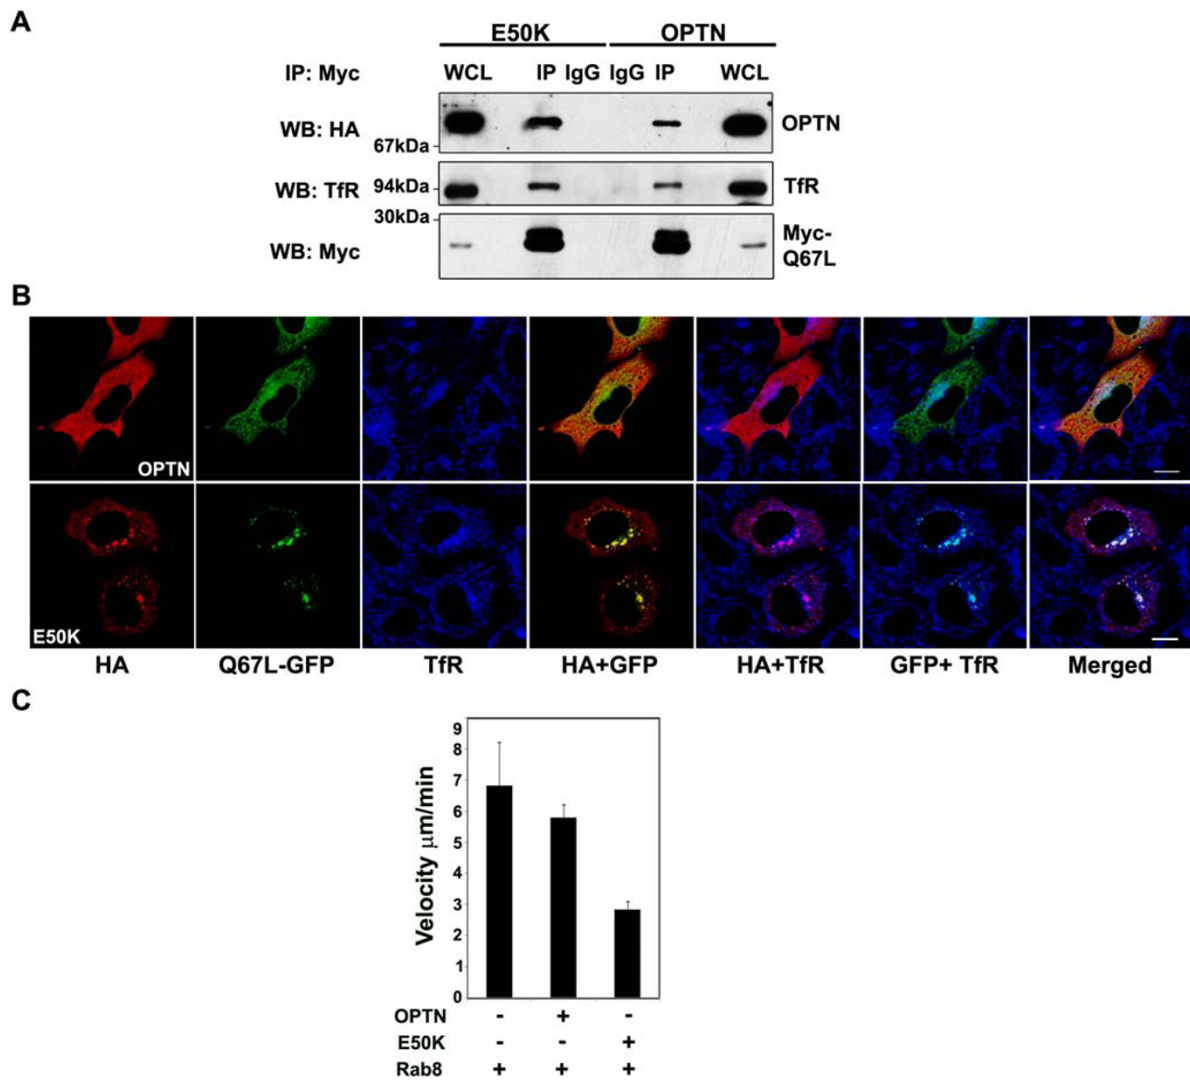 A
E50K OPTN
IP: Myc WCL IP IgG IgG IP WCL
WB: HA 67kDa OPTN
WB: TfR 94kDa TfR
30kDa
WB: Myc Myc-
Q67L
B
OPTN
E50K
HA Q67L-GFP TfR HA+GFP HA+TfR GFP+ TfR Merged
C
Velocity μm/min
9
8
7
6
5
4
3
2
1
0
OPTN - + -
E50K - - +
Rab8 + + +